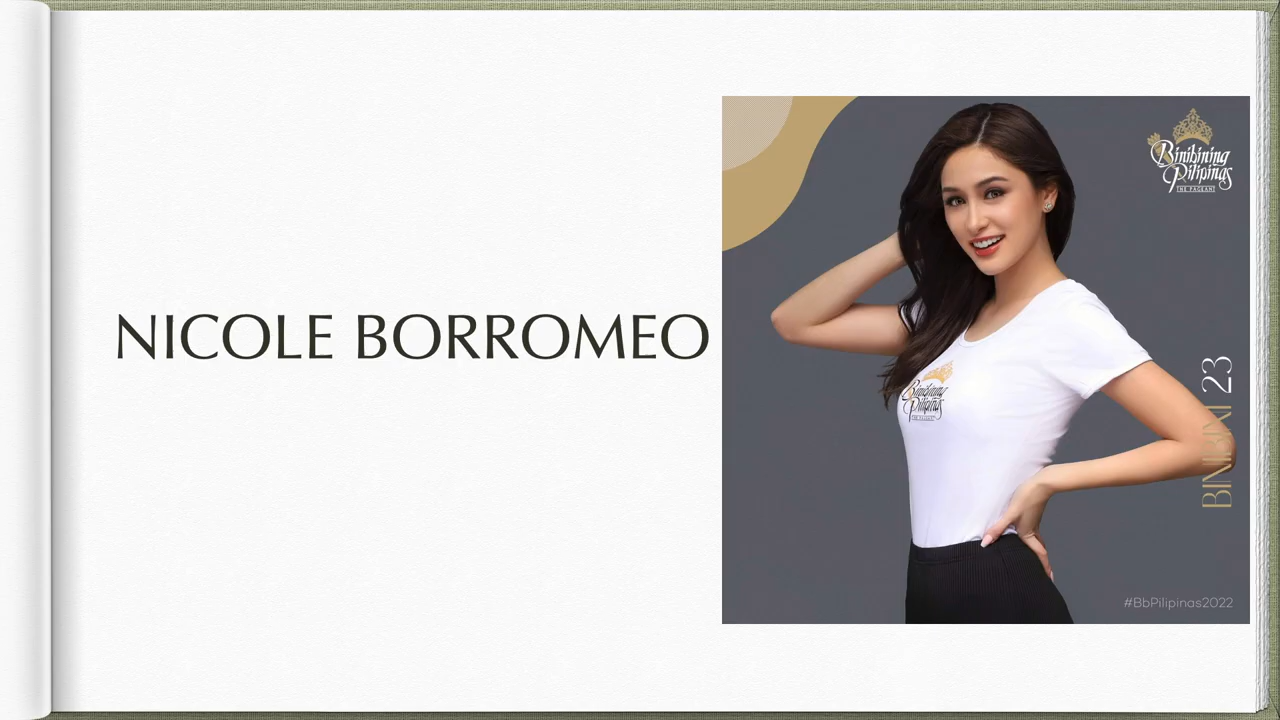 NICOLE BORROMEO
Binibining
Pilipinas
THE PAGEANT
Binibining
Pilipinas
BINIBINI 23
#BbPilipinas2022